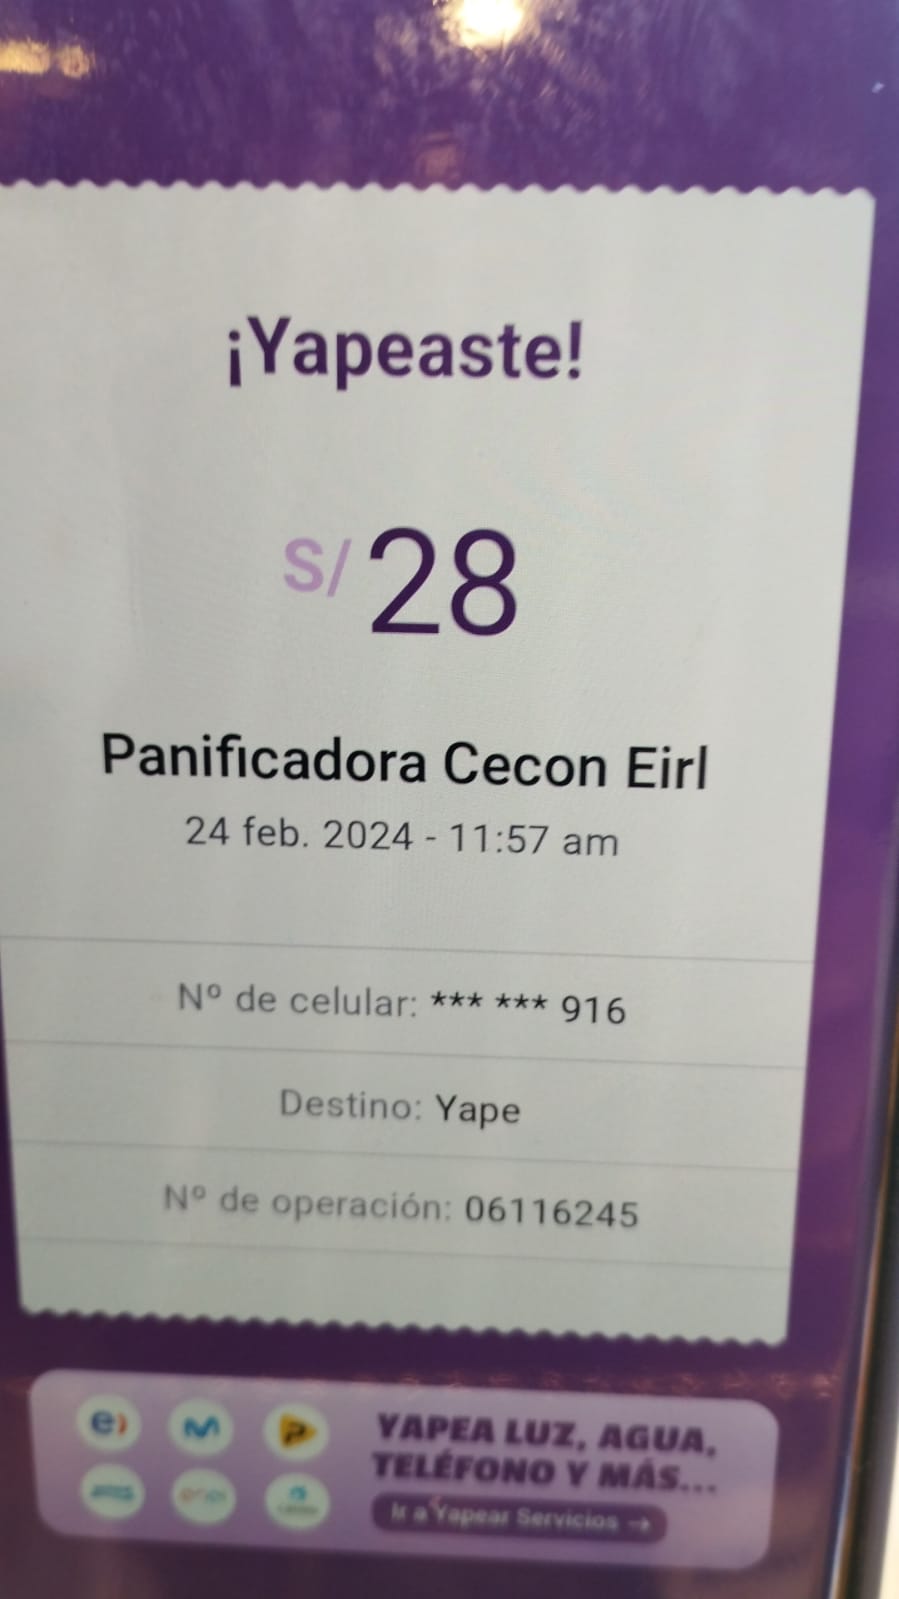 ¡Yapeaste!
S/ 28
Panificadora Cecon Eirl
24 feb. 2024 - 11:57 am
Nº de celular: *** *** 916
Destino: Yape
Nº de operación: 06116245
YAPEA LUZ, AGUA,
TELÉFONO Y MÁS...
Ir a Yapear Servicios →